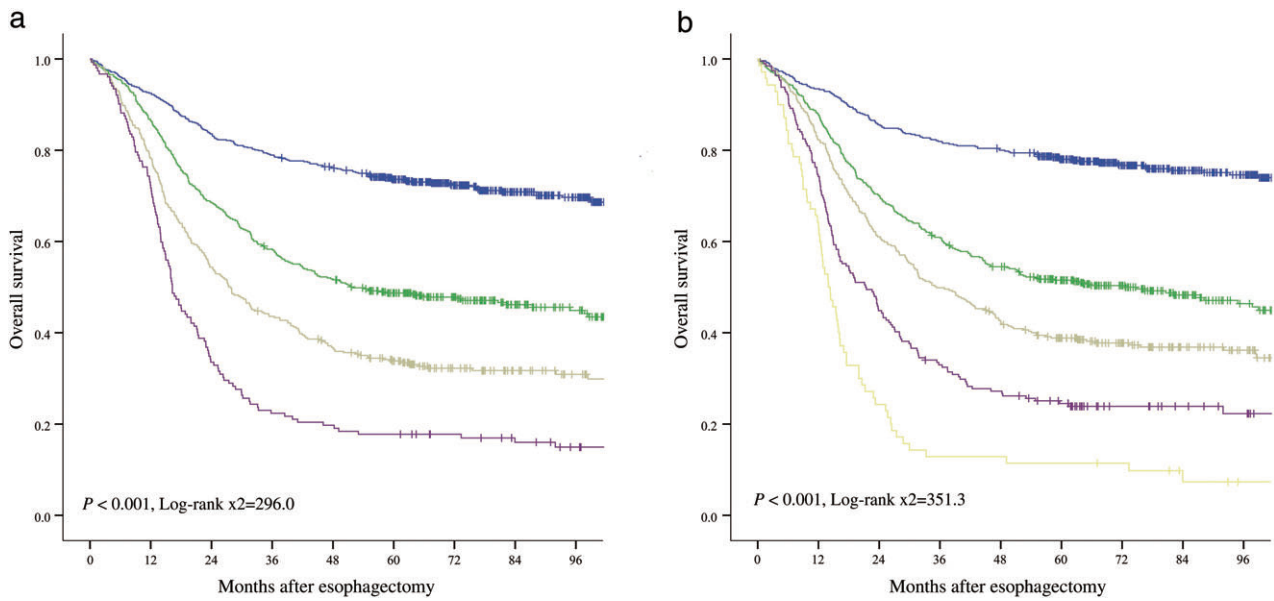 a
1.0
0.8
0.6
0.4
0.2
0.0
Overall survival
P < 0.001, Log-rank x2=296.0
0 12 24 36 48 60 72 84 96
Months after esophagectomy
b
1.0
0.8
0.6
0.4
0.2
0.0
Overall survival
P < 0.001, Log-rank x2=351.3
0 12 24 36 48 60 72 84 96
Months after esophagectomy